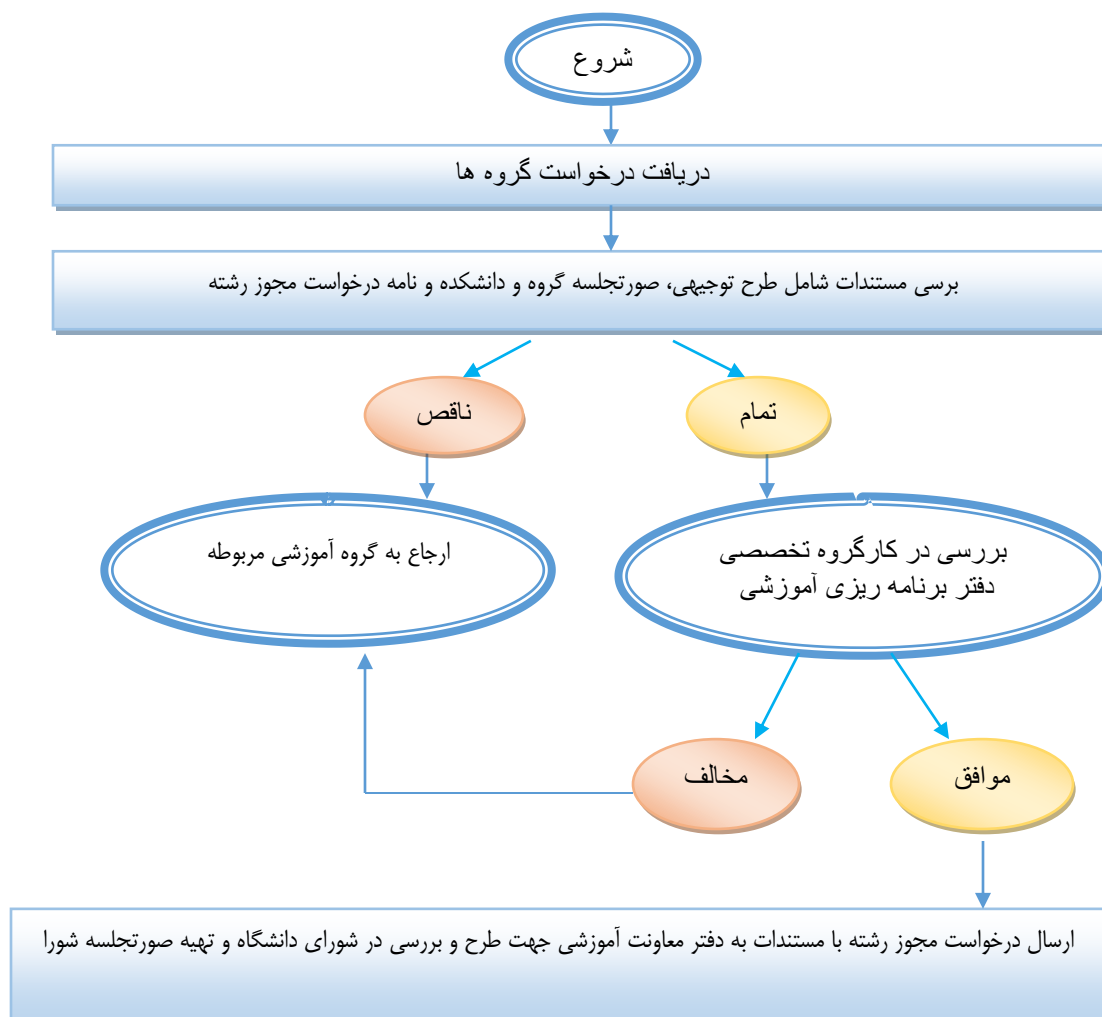 شروع
دریافت درخواست گروه ها
برسی مستندات شامل طرح توجیهی، صورتجلسه گروه و دانشکده و نامه درخواست مجوز رشته
تمام
ناقص
بررسی در کارگروه تخصصی
دفتر برنامه ریزی آموزشی
ارجاع به گروه آموزشی مربوطه
موافق
مخالف
ارسال درخواست مجوز رشته با مستندات به دفتر معاونت آموزشی جهت طرح و بررسی در شورای دانشگاه و تهیه صورتجلسه شورا